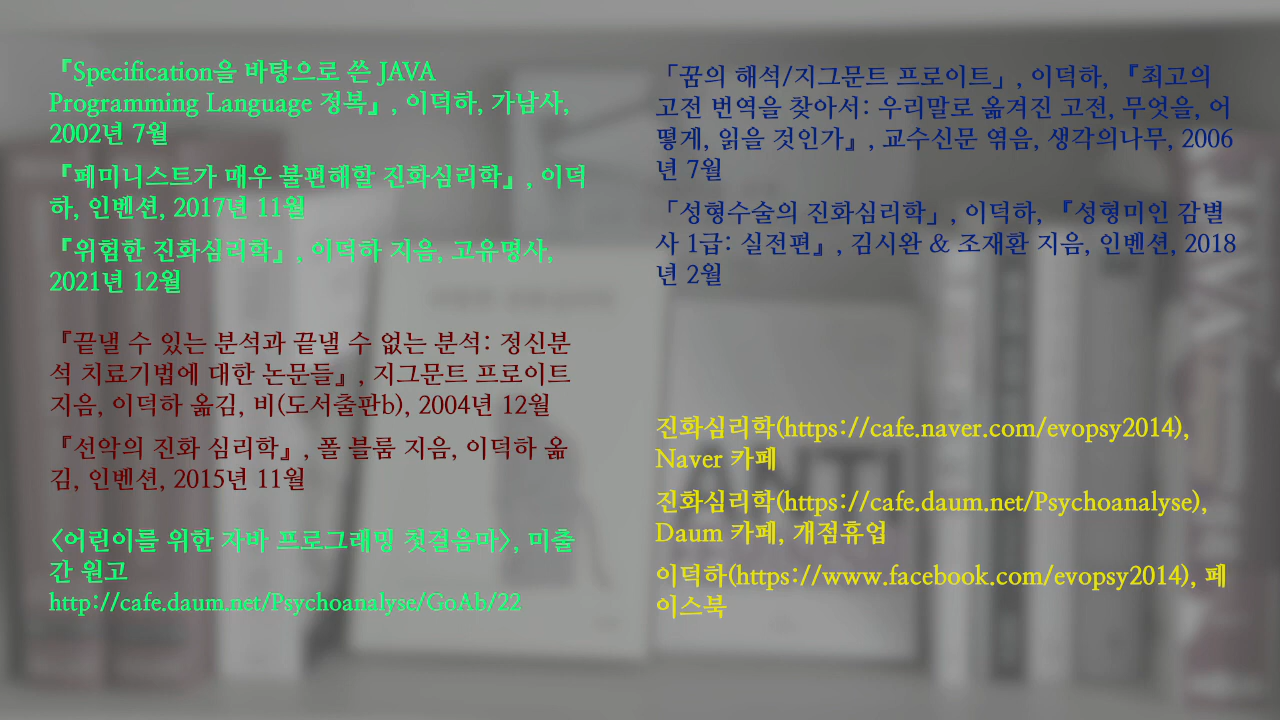 『Specification을 바탕으로 쓴 JAVA
Programming Language 정복』, 이덕하, 가남사,
2002년 7월
『페미니스트가 매우 불편해할 진화심리학』, 이덕
하, 인벤션, 2017년 11월
『위험한 진화심리학』, 이덕하 지음, 고유명사,
2021년 12월
『끝낼 수 있는 분석과 끝낼 수 없는 분석: 정신분
석 치료기법에 대한 논문들』, 지그문트 프로이트
지음, 이덕하 옮김, 비(도서출판b), 2004년 12월
『선악의 진화 심리학』, 폴 블룸 지음, 이덕하 옮
김, 인벤션, 2015년 11월
<어린이를 위한 자바 프로그래밍 첫걸음마>, 미출
간 원고
http://cafe.daum.net/Psychoanalyse/GoAb/22
「꿈의 해석/지그문트 프로이트」, 이덕하, 『최고의
고전 번역을 찾아서: 우리말로 옮겨진 고전, 무엇을, 어
떻게, 읽을 것인가』, 교수신문 엮음, 생각의나무, 2006
년 7월
「성형수술의 진화심리학」, 이덕하, 『성형미인 감별
사 1급: 실전편』, 김시완 & 조재환 지음, 인벤션, 2018
년 2월
진화심리학(https://cafe.naver.com/evopsy2014),
Naver 카페
진화심리학(https://cafe.daum.net/Psychoanalyse),
Daum 카페, 개점휴업
이덕하(https://www.facebook.com/evopsy2014), 페
이스북